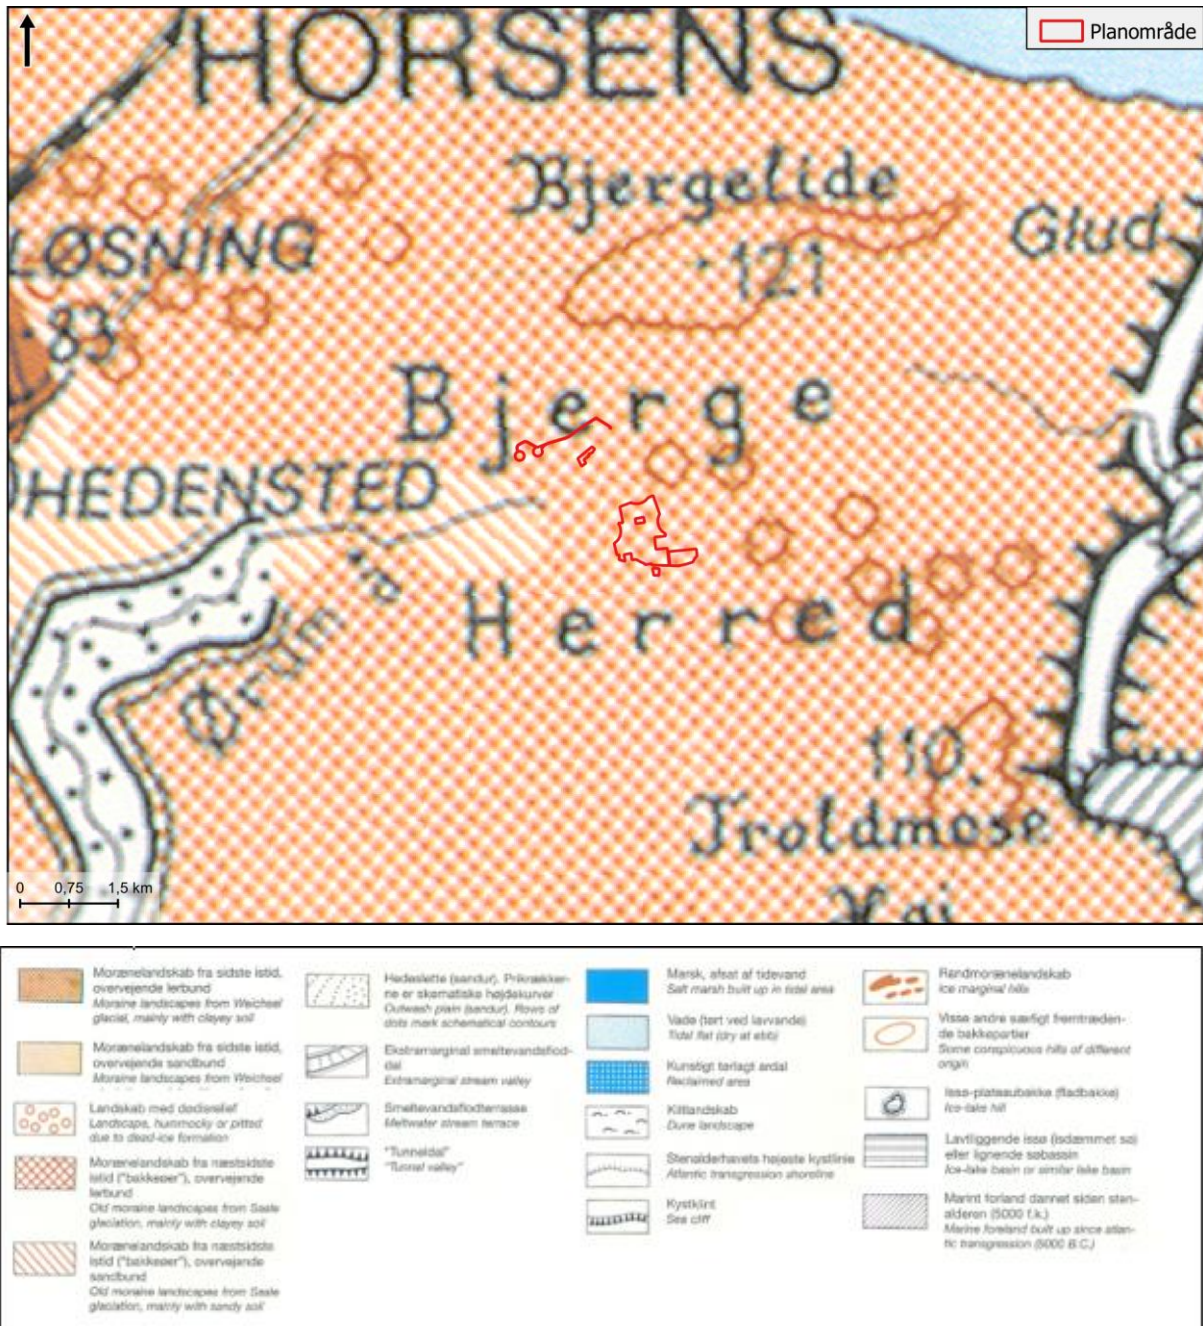 Planområde
HORSENS
Bjergelide
121
Glud
LØSNING
83
Bjerge
HEDENSTED
Herred
Ørum
110.
Troldmose
0 0,75 1,5 km
Morænelandskab fra sidste istid,
overvejende lerbund
Moraine landscapes from Weichsel
glacial, mainly with clayey soil
Morænelandskab fra sidste istid,
overvejende sandbund
Moraine landscapes from Weichsel
Landskab med dødisrelief
Landscape, hummocky or pitted
due to dead-ice formation
Morænelandskab fra næstsidste
istid ("bakkeøer"), overvejende
lerbund
Old moraine landscapes from Saale
glaciation, mainly with clayey soil
Morænelandskab fra næstsidste
istid ("bakkeøer"), overvejende
sandbund
Old moraine landscapes from Saale
glaciation, mainly with sandy soil
Hedeslette (sandur). Prikrækker-
ne er skematiske højdekurver
Outwash plain (sandur). Rows of
dots mark schematical contours
Ekstramarginal smeltevandsflod-
dal
Extramarginal stream valley
Smeltevandsflodterrasse
Meltwater stream terrace
"Tunneldal"
"Tunnel valley"
Marsk, afsat af tidevand
Salt marsh built up in tidal area
Vade (tørt ved lavvande)
Tidal flat (dry at ebb)
Kunstigt tørlagt areal
Reclaimed area
Klitlandskab
Dune landscape
Stenalderhavets højeste kystlinie
Atlantic transgression shoreline
Kystklint
Sea cliff
Randmorænelandskab
Ice marginal hills
Visse andre særligt fremtræden-
de bakkepartier
Some conspicuous hills of different
origin
Issø-plateaubakke (fladbakke)
Ice-lake hill
Lavtliggende issø (isdæmmet sø)
eller lignende søbassin
Ice-lake basin or similar lake basin
Marint forland dannet siden sten-
alderen (5000 f.k.)
Marine foreland built up since atlan-
tic transgression (5000 B.C.)